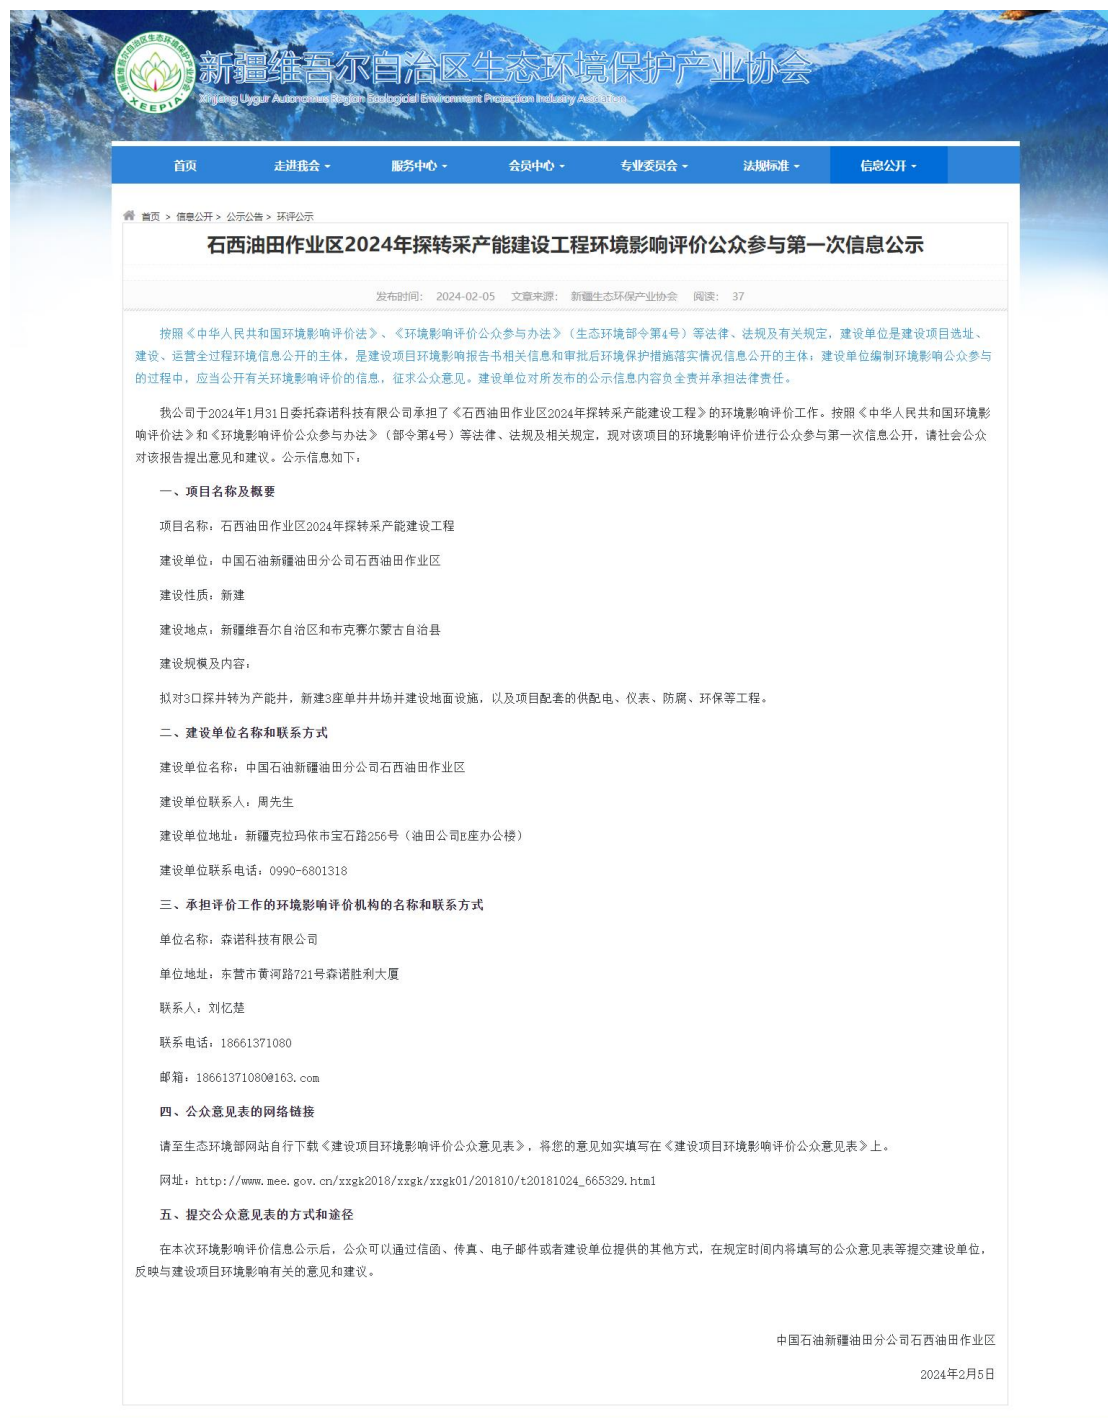 新疆维吾尔自治区生态环境保护产业协会
Xinjiang Uygur Autonomous Region Ecological Environment Protection Industry
XEEPIA
首页 走进我会 服务中心 会员中心 专业委员会 法规标准 信息公开
首页 > 信息公开 > 公示公告 > 环评公示
石西油田作业区2024年探转采产能建设工程环境影响评价公众参与第一次信息公示
发布时间: 2024-02-05 文章来源: 新疆生态环保产业协会 阅读: 37
按照《中华人民共和国环境影响评价法》、《环境影响评价公众参与办法》（生态环境部令第4号）等法律、法规及有关规定，建设单位是建设项目选址、
建设、运营全过程环境信息公开的主体，是建设项目环境影响报告书相关信息和审批后环境保护措施落实情况信息公开的主体；建设单位编制环境影响公众参与
的过程中，应当公开有关环境影响评价的信息，征求公众意见。建设单位对所发布的公示信息内容负全责并承担法律责任。
我公司于2024年1月31日委托森诺科技有限公司承担了《石西油田作业区2024年探转采产能建设工程》的环境影响评价工作。按照《中华人民共和国环境影
响评价法》和《环境影响评价公众参与办法》（部令第4号）等法律、法规及相关规定，现对该项目的环境影响评价进行公众参与第一次信息公开，请社会公众
对该报告提出意见和建议。公示信息如下：
一、项目名称及概要
项目名称：石西油田作业区2024年探转采产能建设工程
建设单位：中国石油新疆油田分公司石西油田作业区
建设性质：新建
建设地点：新疆维吾尔自治区和布克赛尔蒙古自治县
建设规模及内容：
拟对3口探井转为产能井，新建3座单井井场并建设地面设施，以及项目配套的供配电、仪表、防腐、环保等工程。
二、建设单位名称和联系方式
建设单位名称：中国石油新疆油田分公司石西油田作业区
建设单位联系人：周先生
建设单位地址：新疆克拉玛依市宝石路256号（油田公司E座办公楼）
建设单位联系电话：0990-6801318
三、承担评价工作的环境影响评价机构的名称和联系方式
单位名称：森诺科技有限公司
单位地址：东营市黄河路721号森诺胜利大厦
联系人：刘忆楚
联系电话：18661371080
邮箱：18661371080@163.com
四、公众意见表的网络链接
请至生态环境部网站自行下载《建设项目环境影响评价公众意见表》，将您的意见如实填写在《建设项目环境影响评价公众意见表》上。
网址：http://www.mee.gov.cn/xxgk2018/xxgk/xxgk01/201810/t20181024_665329.html
五、提交公众意见表的方式和途径
在本次环境影响评价信息公示后，公众可以通过信函、传真、电子邮件或者建设单位提供的其他方式，在规定时间内将填写的公众意见表等提交建设单位，
反映与建设项目环境影响有关的意见和建议。
中国石油新疆油田分公司石西油田作业区
2024年2月5日